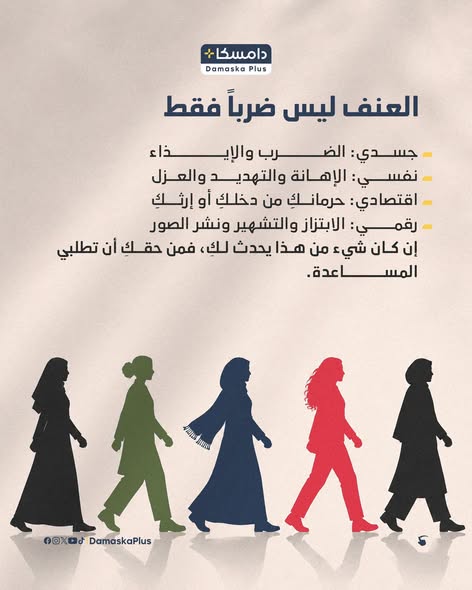 دامسكا+
Damaska Plus
العنف ليس ضرباً فقط
جسدي: الضرب والإيذاء
نفسي: الإهانة والتهديد والعزل
اقتصادي: حرمانكِ من دخلكِ أو إرثكِ
رقمي: الابتزاز والتشهير ونشر الصور
إن كان شيء من هذا يحدث لكِ، فمن حقكِ أن تطلبي
المساعدة.
DamaskaPlus